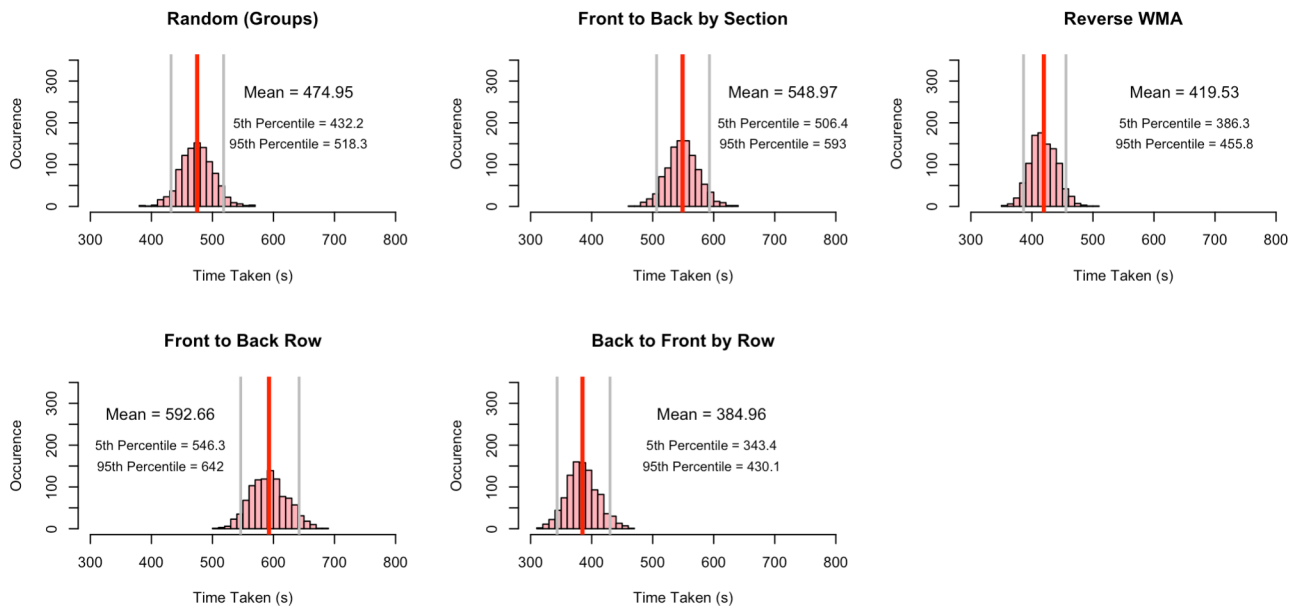 Random (Groups)
Occurence
300
200
100
0
Mean = 474.95
5th Percentile = 432.2
95th Percentile = 518.3
300 400 500 600 700 800
Time Taken (s)
Front to Back by Section
Occurence
300
200
100
0
Mean = 548.97
5th Percentile = 506.4
95th Percentile = 593
300 400 500 600 700 800
Time Taken (s)
Reverse WMA
Occurence
300
200
100
0
Mean = 419.53
5th Percentile = 386.3
95th Percentile = 455.8
300 400 500 600 700 800
Time Taken (s)
Front to Back Row
Occurence
300
200
100
0
Mean = 592.66
5th Percentile = 546.3
95th Percentile = 642
300 400 500 600 700 800
Time Taken (s)
Back to Front by Row
Occurence
300
200
100
0
Mean = 384.96
5th Percentile = 343.4
95th Percentile = 430.1
300 400 500 600 700 800
Time Taken (s)